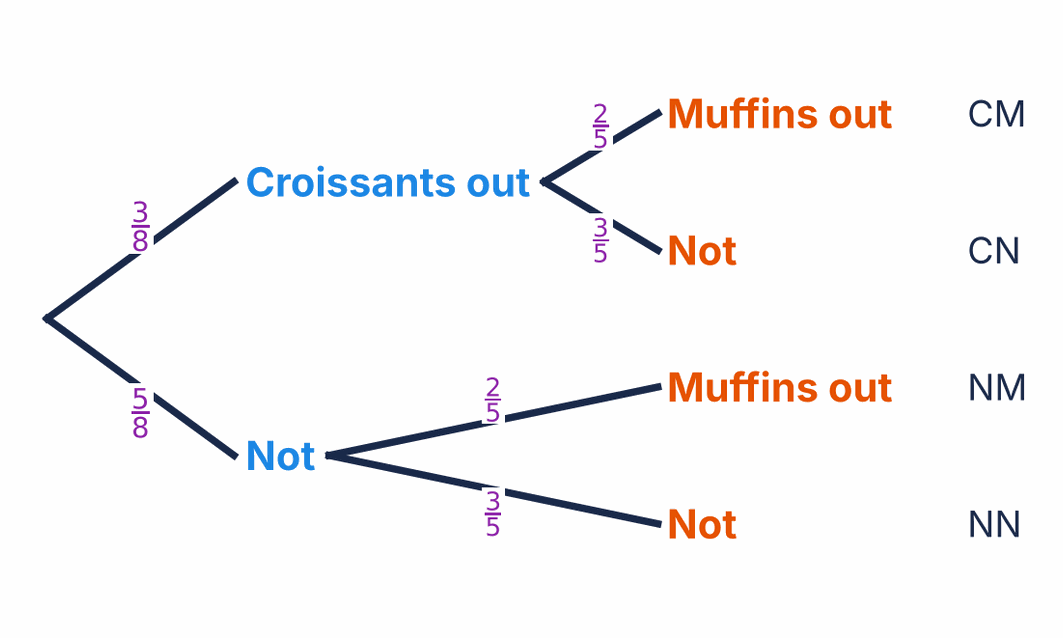 2/5
Muffins out CM
3/8
Croissants out
3/5
Not CN
5/8
2/5
Muffins out NM
Not
3/5
Not NN